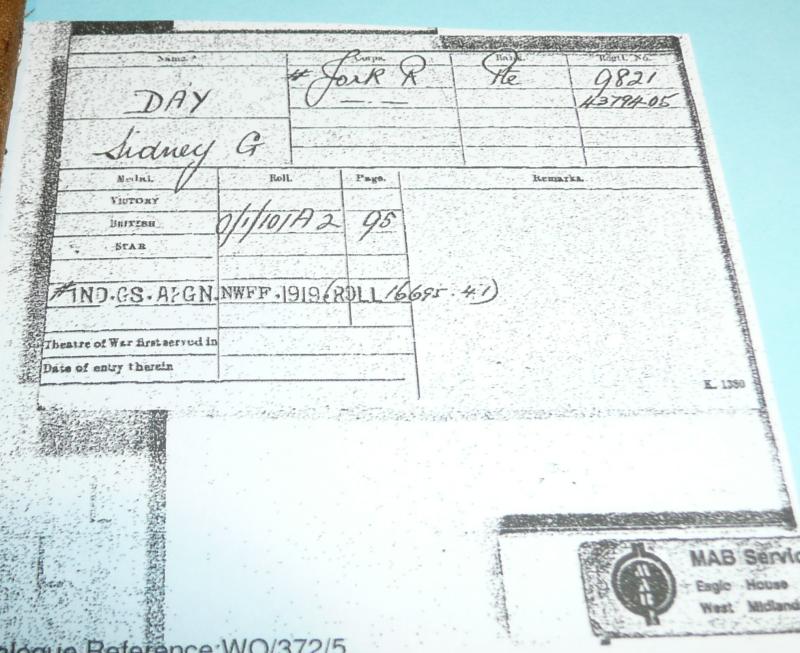 Name. Corps. Rank. Regtl. No.
DAY # York R Pte 9821
— — 4379405
Sidney G
Medal. Roll. Page. Remarks.
VICTORY
BRITISH O/1/101A2 95
STAR
#IND.GS.AFGN.NWFF.1919.(ROLL 16695.41)
Theatre of War first served in
Date of entry therein
K. 1380
MAB Servic
Eagle House
West Midland
alogue Reference:WO/372/5